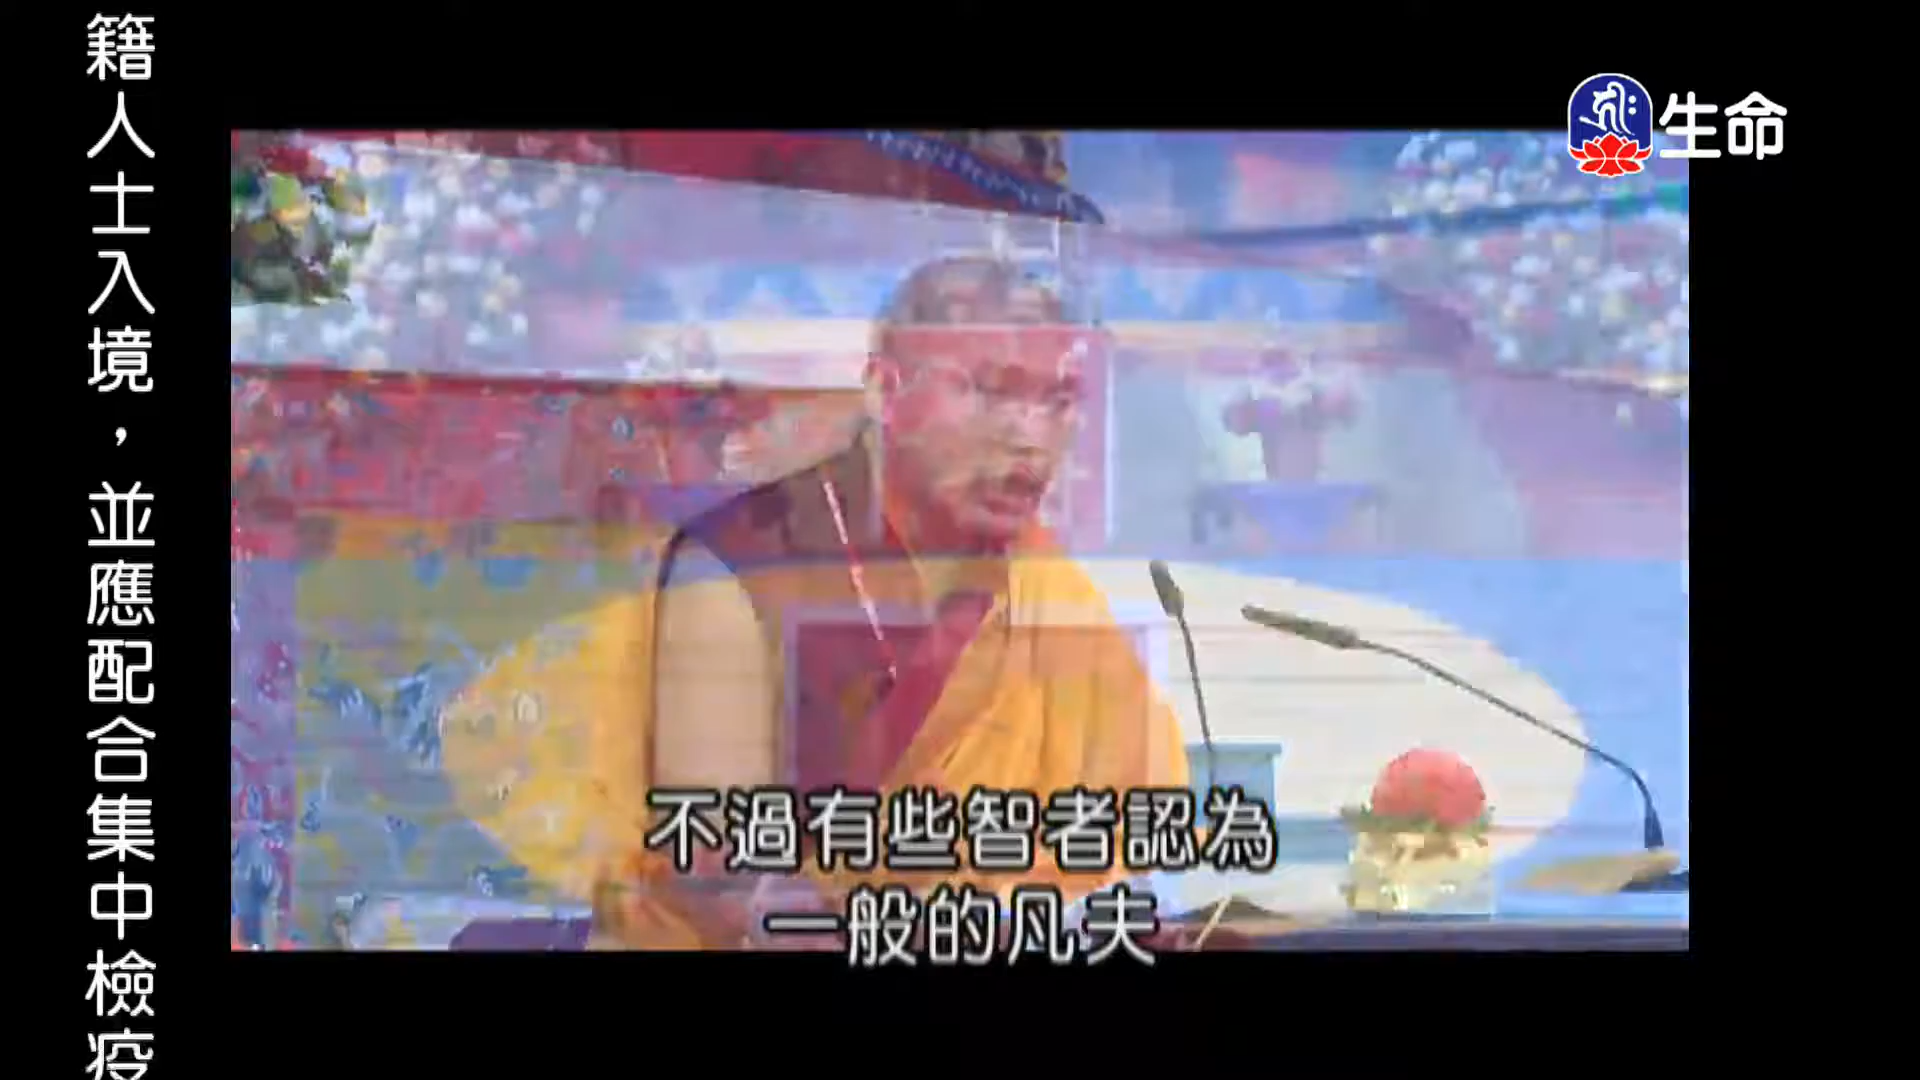 籍人士入境，並應配合集中檢疫
生命
不過有些智者認為
一般的凡夫